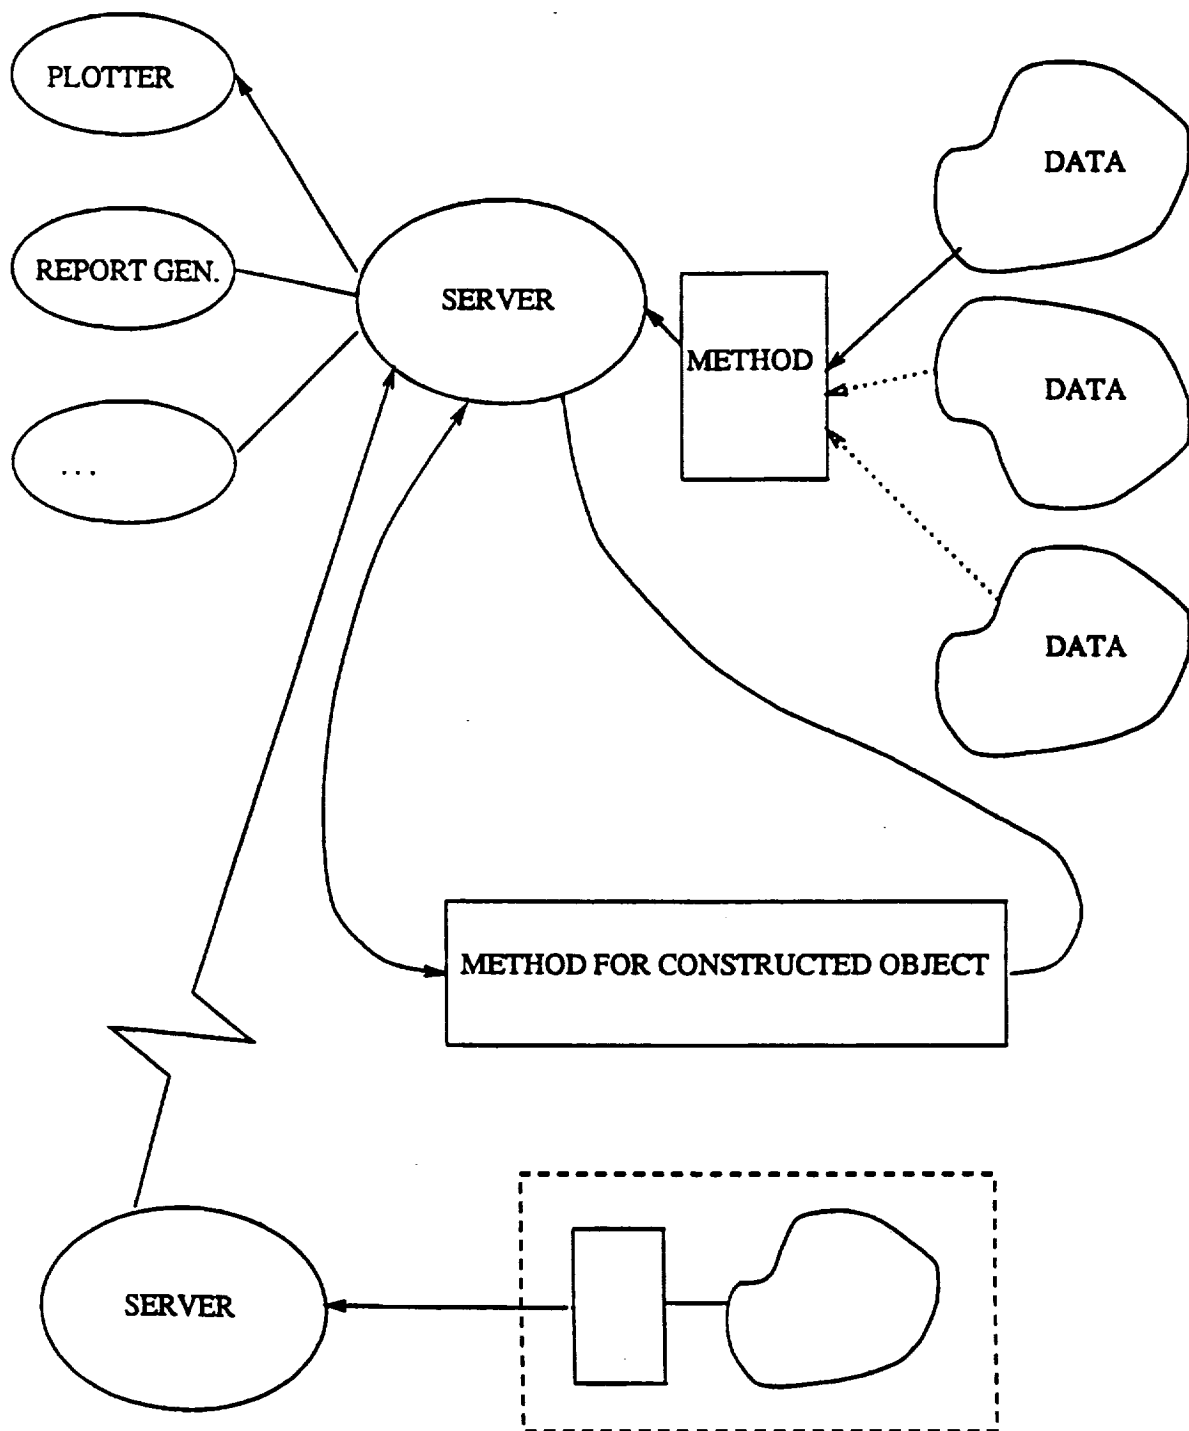 PLOTTER
DATA
REPORT GEN.
SERVER
METHOD
DATA
...
DATA
METHOD FOR CONSTRUCTED OBJECT
SERVER